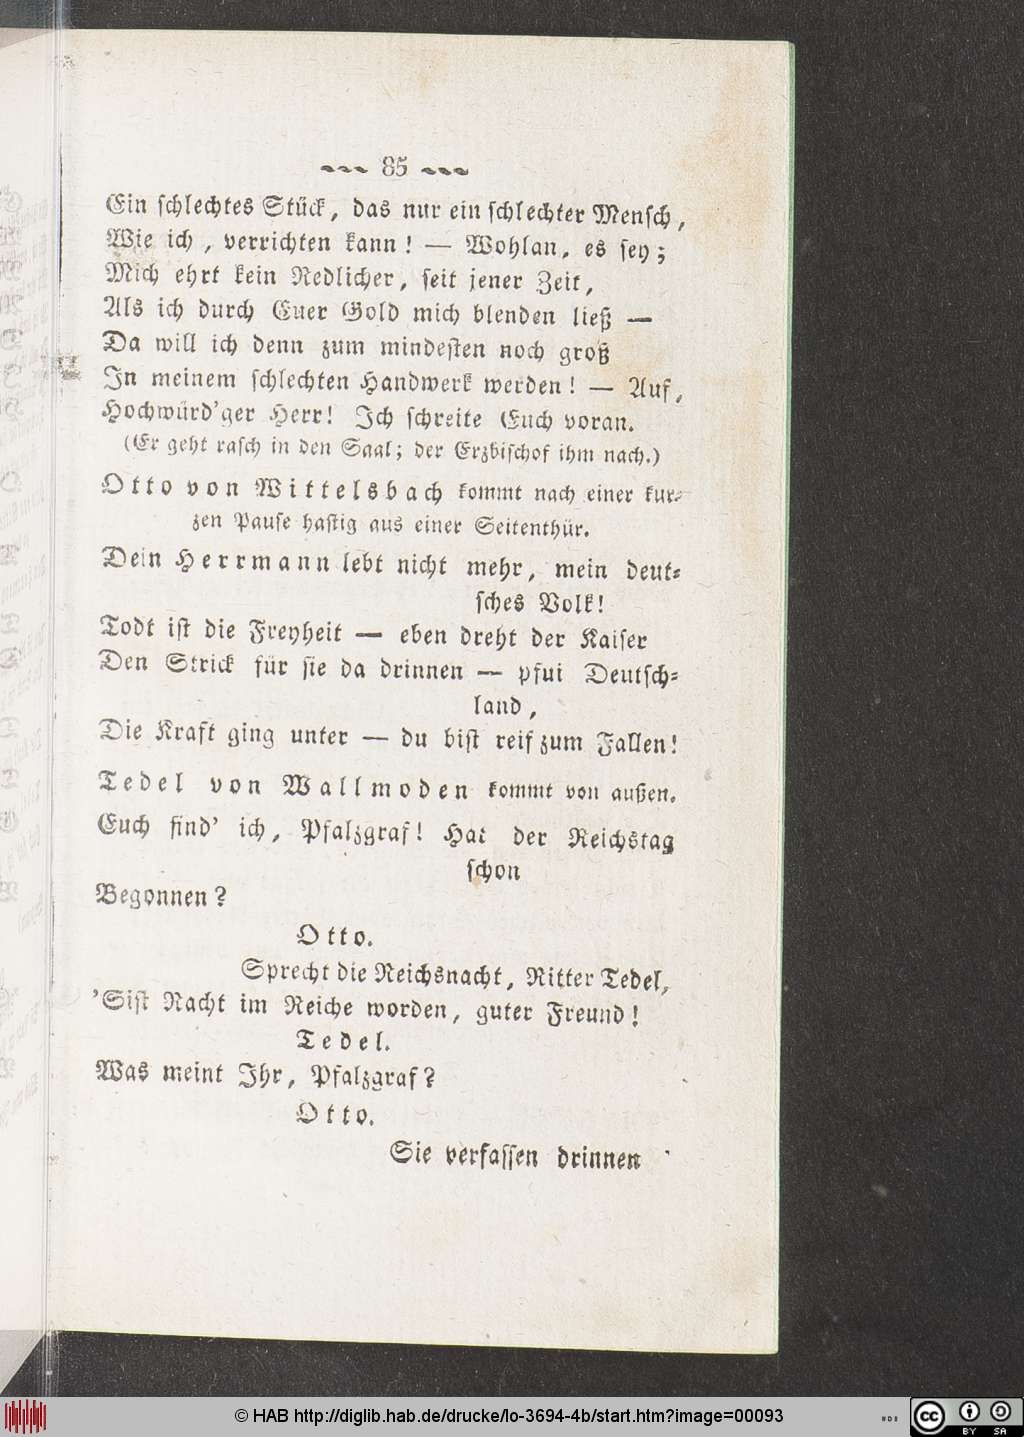 ~~~ 85 ~~~
Ein schlechtes Stück, das nur ein schlechter Mensch,
Wie ich, verrichten kann! — Wohlan, es sey;
Mich ehrt kein Redlicher, seit jener Zeit,
Als ich durch Euer Gold mich blenden ließ —
Da will ich denn zum mindesten noch groß
In meinem schlechten Handwerk werden! — Auf,
Hochwürd'ger Herr! Ich schreite Euch voran.
(Er geht rasch in den Saal; der Erzbischof ihm nach.)
Otto von Wittelsbach kommt nach einer kur-
zen Pause hastig aus einer Seitenthür.
Dein Herrmann lebt nicht mehr, mein deut-
sches Volk!
Todt ist die Freyheit — eben dreht der Kaiser
Den Strick für sie da drinnen — pfui Deutsch-
land,
Die Kraft ging unter — du bist reif zum Fallen!
Tedel von Wallmoden kommt von außen.
Euch find' ich, Pfalzgraf! Hat der Reichstag
schon
Begonnen?
Otto.
Sprecht die Reichsnacht, Ritter Tedel,
'Sist Nacht im Reiche worden, guter Freund!
Tedel.
Was meint Ihr, Pfalzgraf?
Otto.
Sie verfassen drinnen
© HAB http://diglib.hab.de/drucke/lo-3694-4b/start.htm?image=00093
cc BY SA